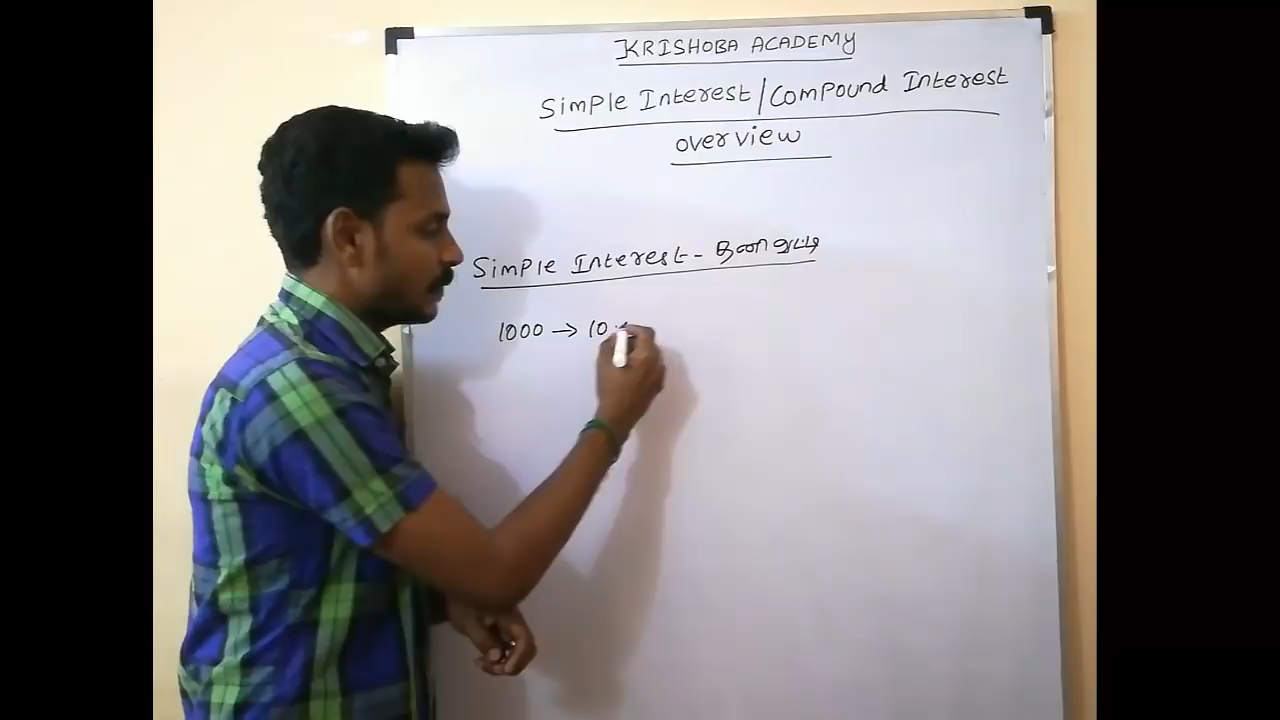 KRISHOBA ACADEMY
Simple Interest / Compound Interest
overview
Simple Interest - தனிவட்டி
1000 → 10